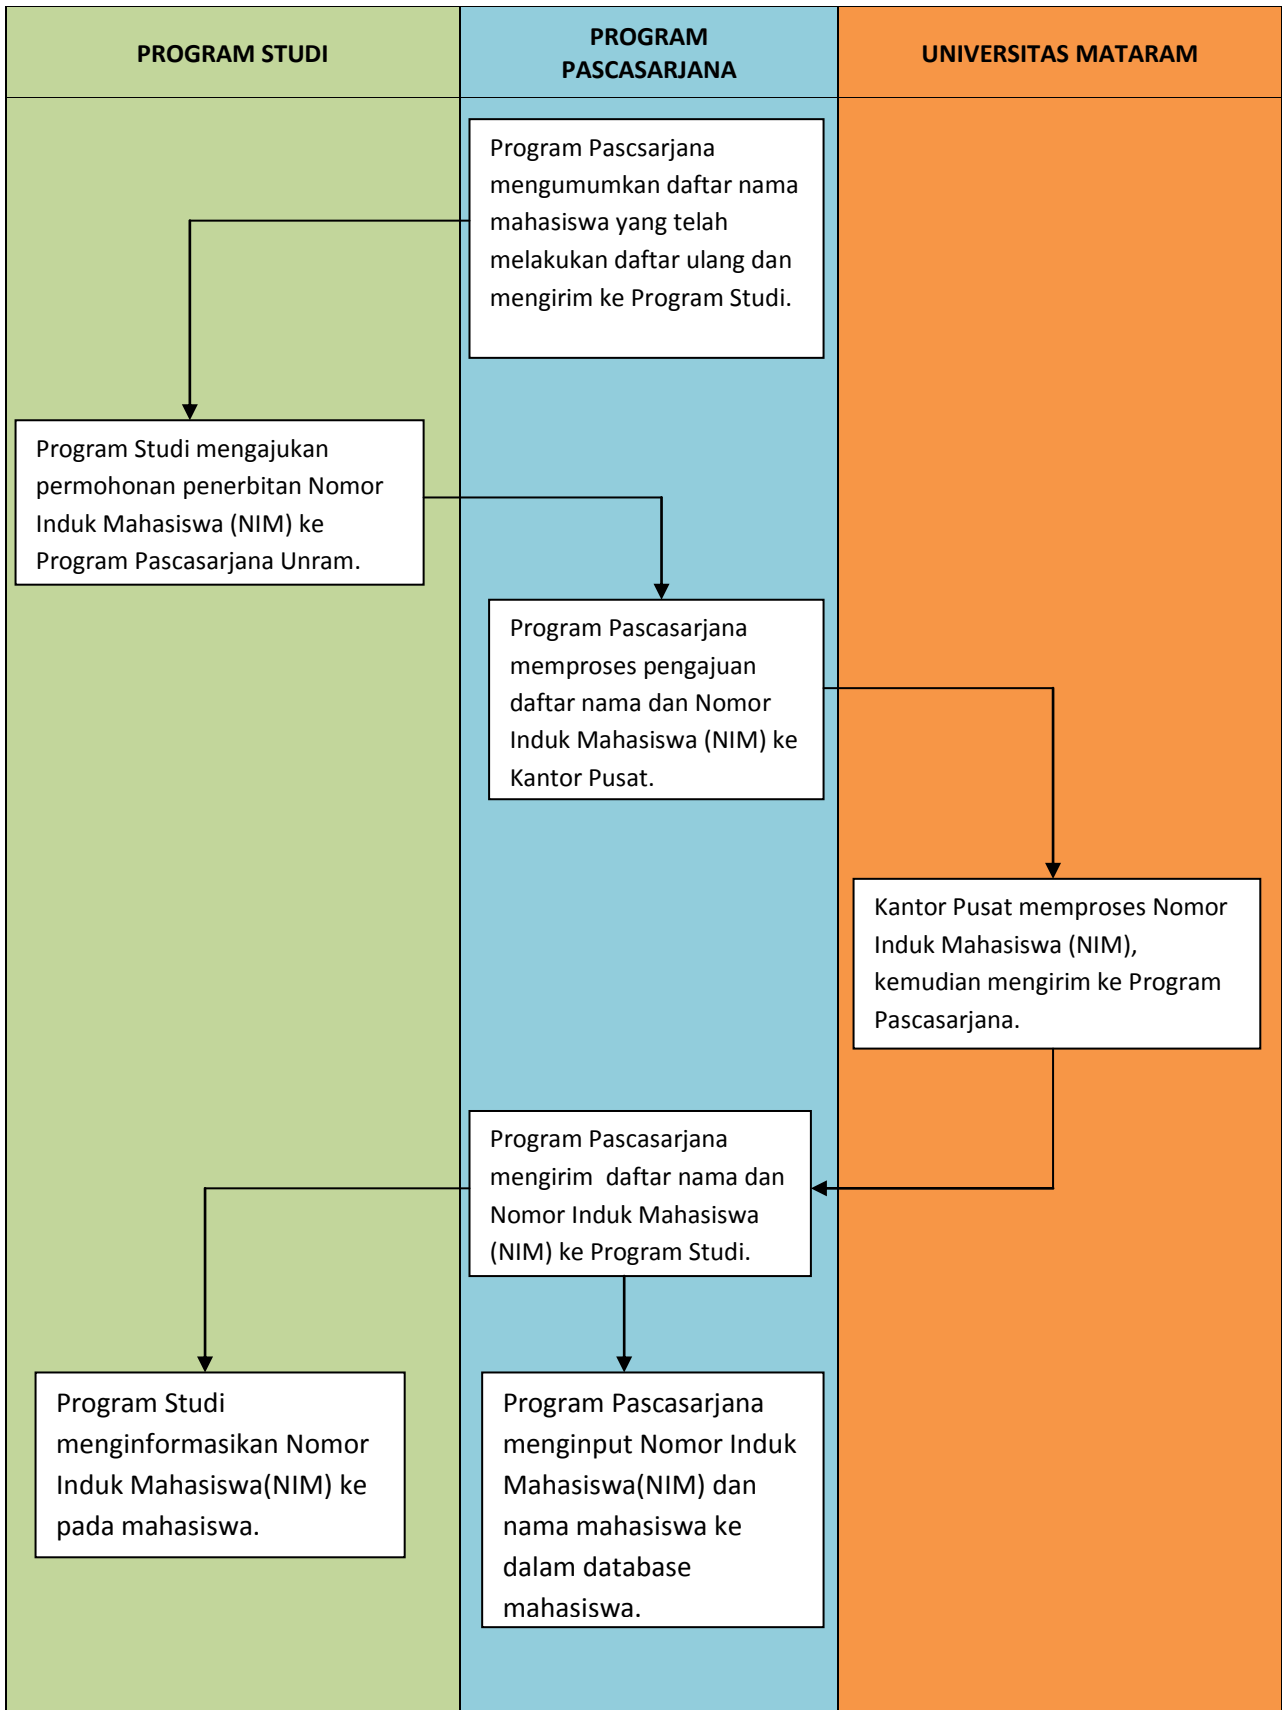 PROGRAM STUDI
PROGRAM
PASCASARJANA
UNIVERSITAS MATARAM
Program Pascsarjana
mengumumkan daftar nama
mahasiswa yang telah
melakukan daftar ulang dan
mengirim ke Program Studi.
Program Studi mengajukan
permohonan penerbitan Nomor
Induk Mahasiswa (NIM) ke
Program Pascasarjana Unram.
Program Pascasarjana
memproses pengajuan
daftar nama dan Nomor
Induk Mahasiswa (NIM) ke
Kantor Pusat.
Kantor Pusat memproses Nomor
Induk Mahasiswa (NIM),
kemudian mengirim ke Program
Pascasarjana.
Program Pascasarjana
mengirim  daftar nama dan
Nomor Induk Mahasiswa
(NIM) ke Program Studi.
Program Studi
menginformasikan Nomor
Induk Mahasiswa(NIM) ke
pada mahasiswa.
Program Pascasarjana
menginput Nomor Induk
Mahasiswa(NIM) dan
nama mahasiswa ke
dalam database
mahasiswa.